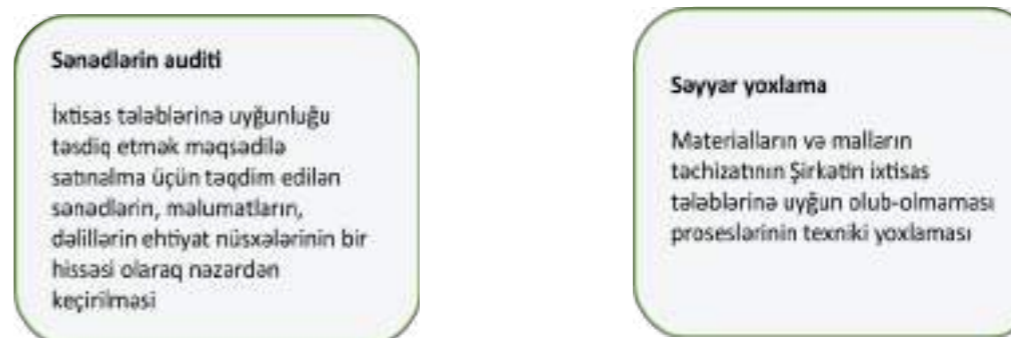 Sənədlərin auditi
İxtisas tələblərinə uyğunluğu
təsdiq etmək məqsədilə
satınalma üçün təqdim edilən
sənədlərin, məlumatların,
dəlillərin ehtiyat nüsxələrinin bir
hissəsi olaraq nəzərdən
keçirilməsi
Səyyar yoxlama
Materialların və malların
təchizatının Şirkətin ixtisas
tələblərinə uyğun olub-olmaması
proseslərinin texniki yoxlaması